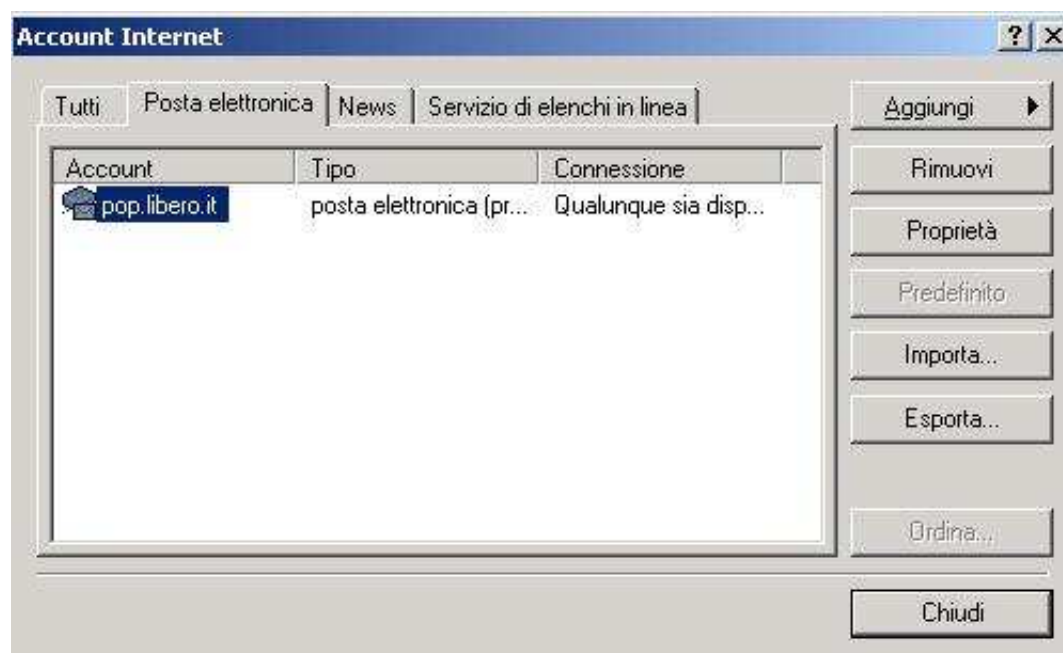 Account Internet
Tutti Posta elettronica News Servizio di elenchi in linea
Account Tipo Connessione
pop.libero.it posta elettronica (pr... Qualunque sia disp...
Aggiungi
Rimuovi
Proprietà
Predefinito
Importa...
Esporta...
Ordina...
Chiudi